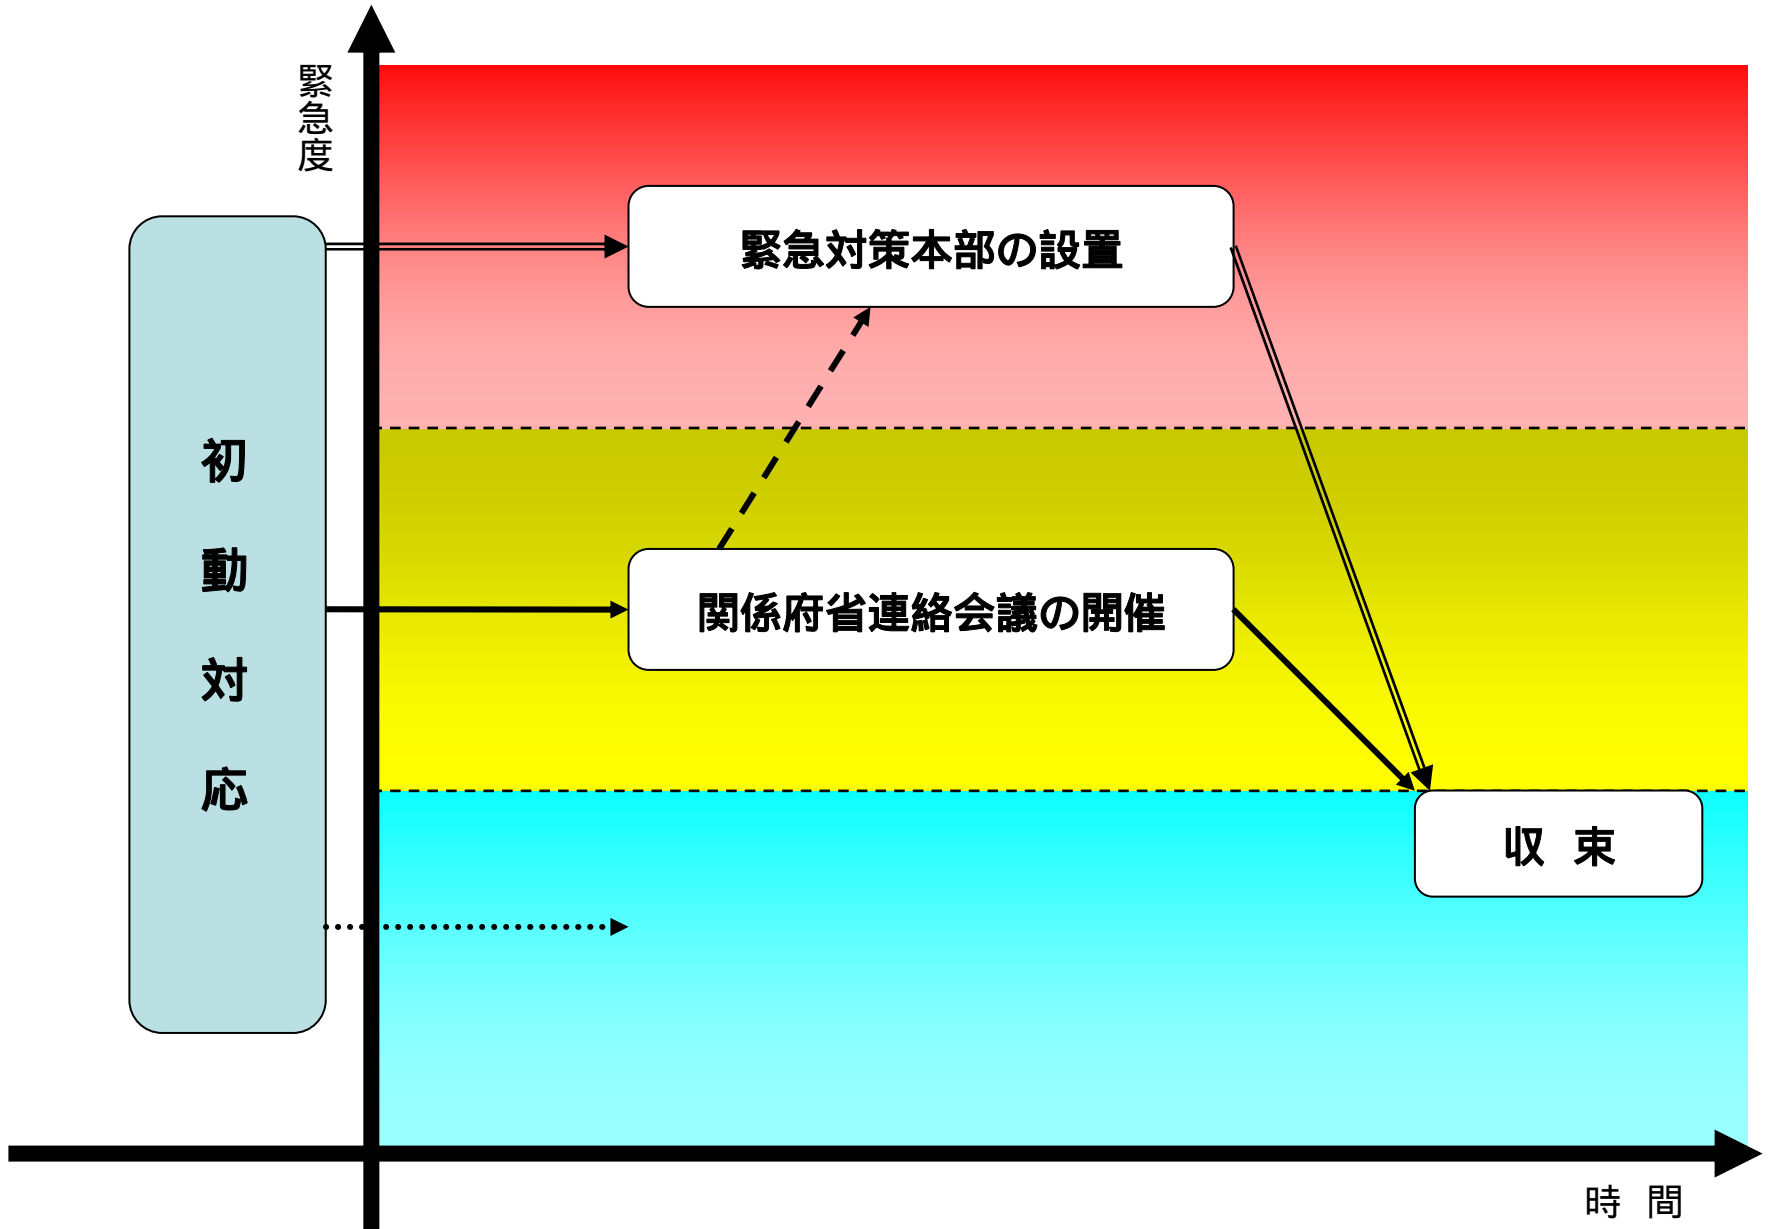 緊急度
緊急対策本部の設置
初動対応
関係府省連絡会議の開催
収 束
時 間